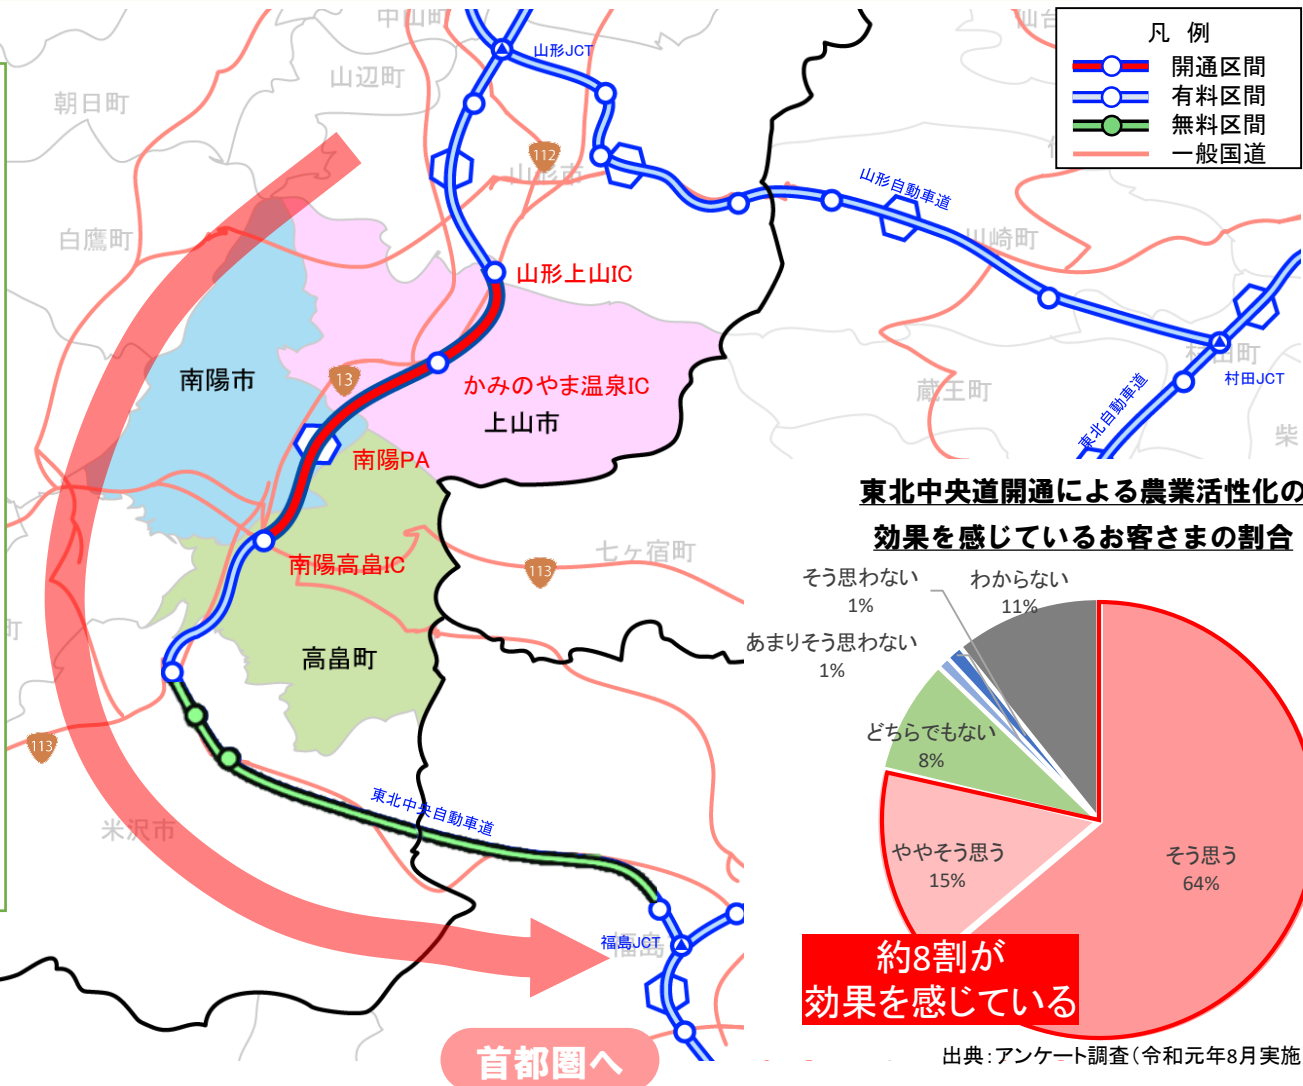 凡 例
開通区間
有料区間
無料区間
一般国道
中山町
山形JCT
山辺町
朝日町
112
山形市
山形自動車道
白鷹町
川崎町
山形上山IC
南陽市
13
かみのやま温泉IC
上山市
蔵王町
村田町
村田JCT
東北自動車道
柴
南陽PA
南陽高畠IC
七ヶ宿町
113
高畠町
113
米沢市
東北中央自動車道
福島JCT
福島
首都圏へ
東北中央道開通による農業活性化の
効果を感じているお客さまの割合
そう思わない
1%
わからない
11%
あまりそう思わない
1%
どちらでもない
8%
ややそう思う
15%
そう思う
64%
約8割が
効果を感じている
出典：アンケート調査（令和元年8月実施